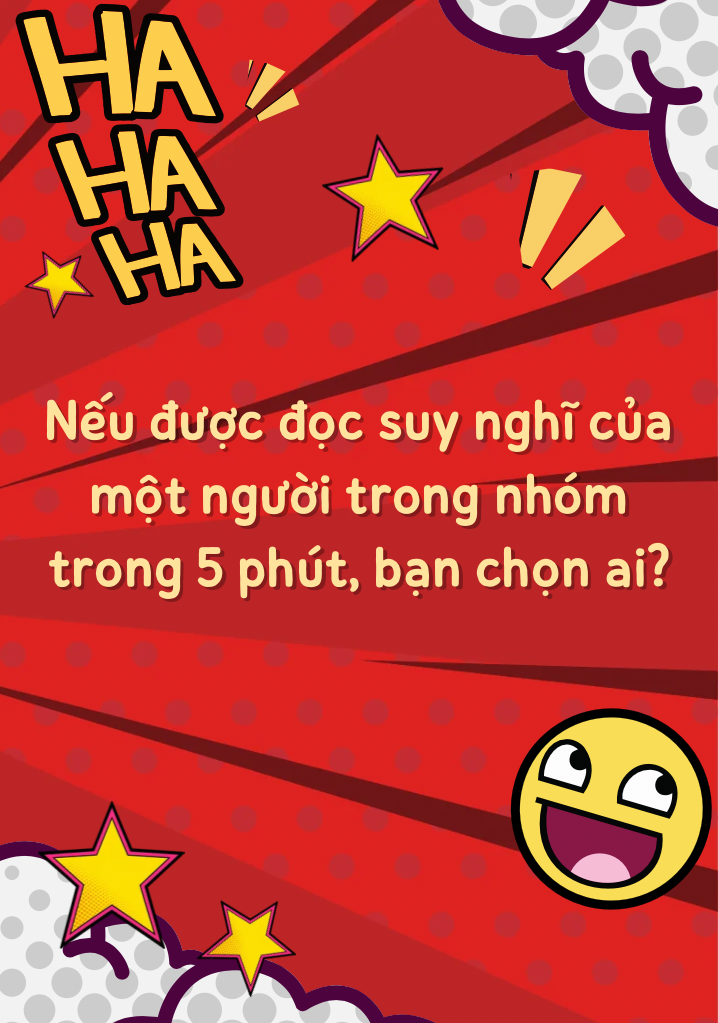 HA
HA
HA
Nếu được đọc suy nghĩ của
một người trong nhóm
trong 5 phút, bạn chọn ai?